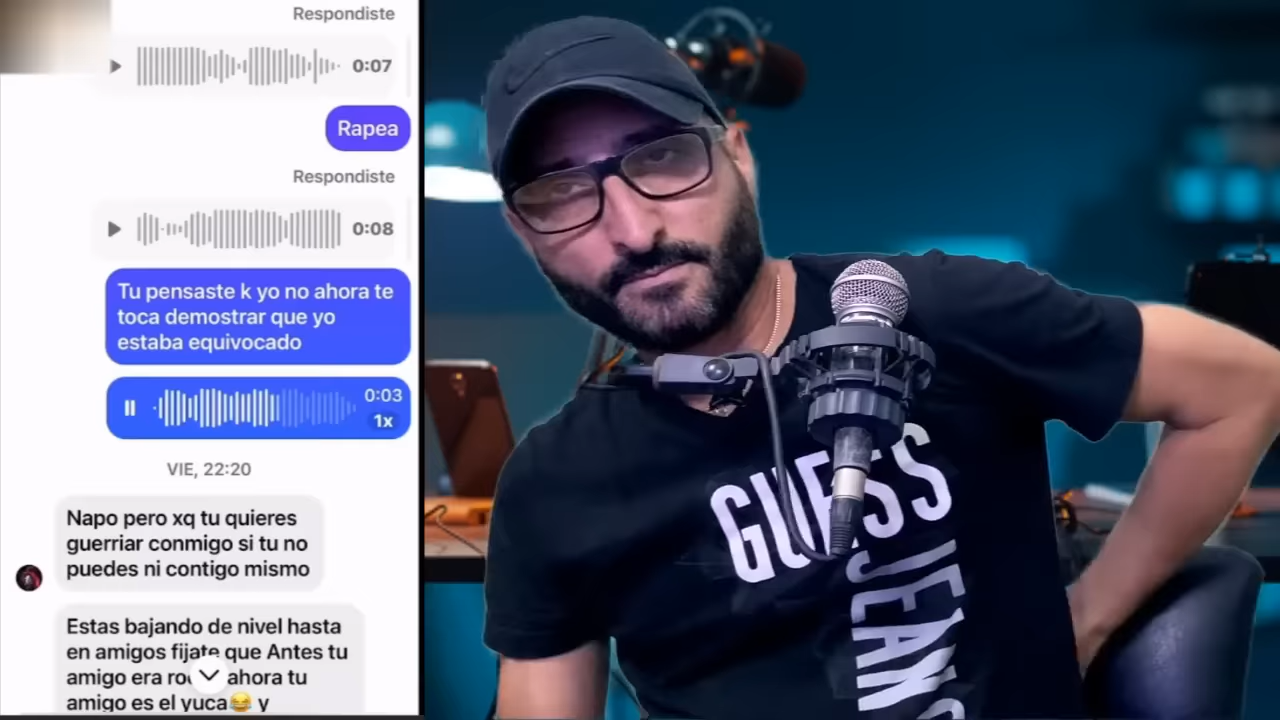 Respondiste
0:07
Rapea
Respondiste
0:08
Tu pensaste k yo no ahora te
toca demostrar que yo
estaba equivocado
0:03
1x
VIE, 22:20
Napo pero xq tu quieres
guerriar conmigo si tu no
puedes ni contigo mismo
Estas bajando de nivel hasta
en amigos fijate que Antes tu
amigo era ahora tu
amigo es el yuca😂 y
GUESS
JEANS